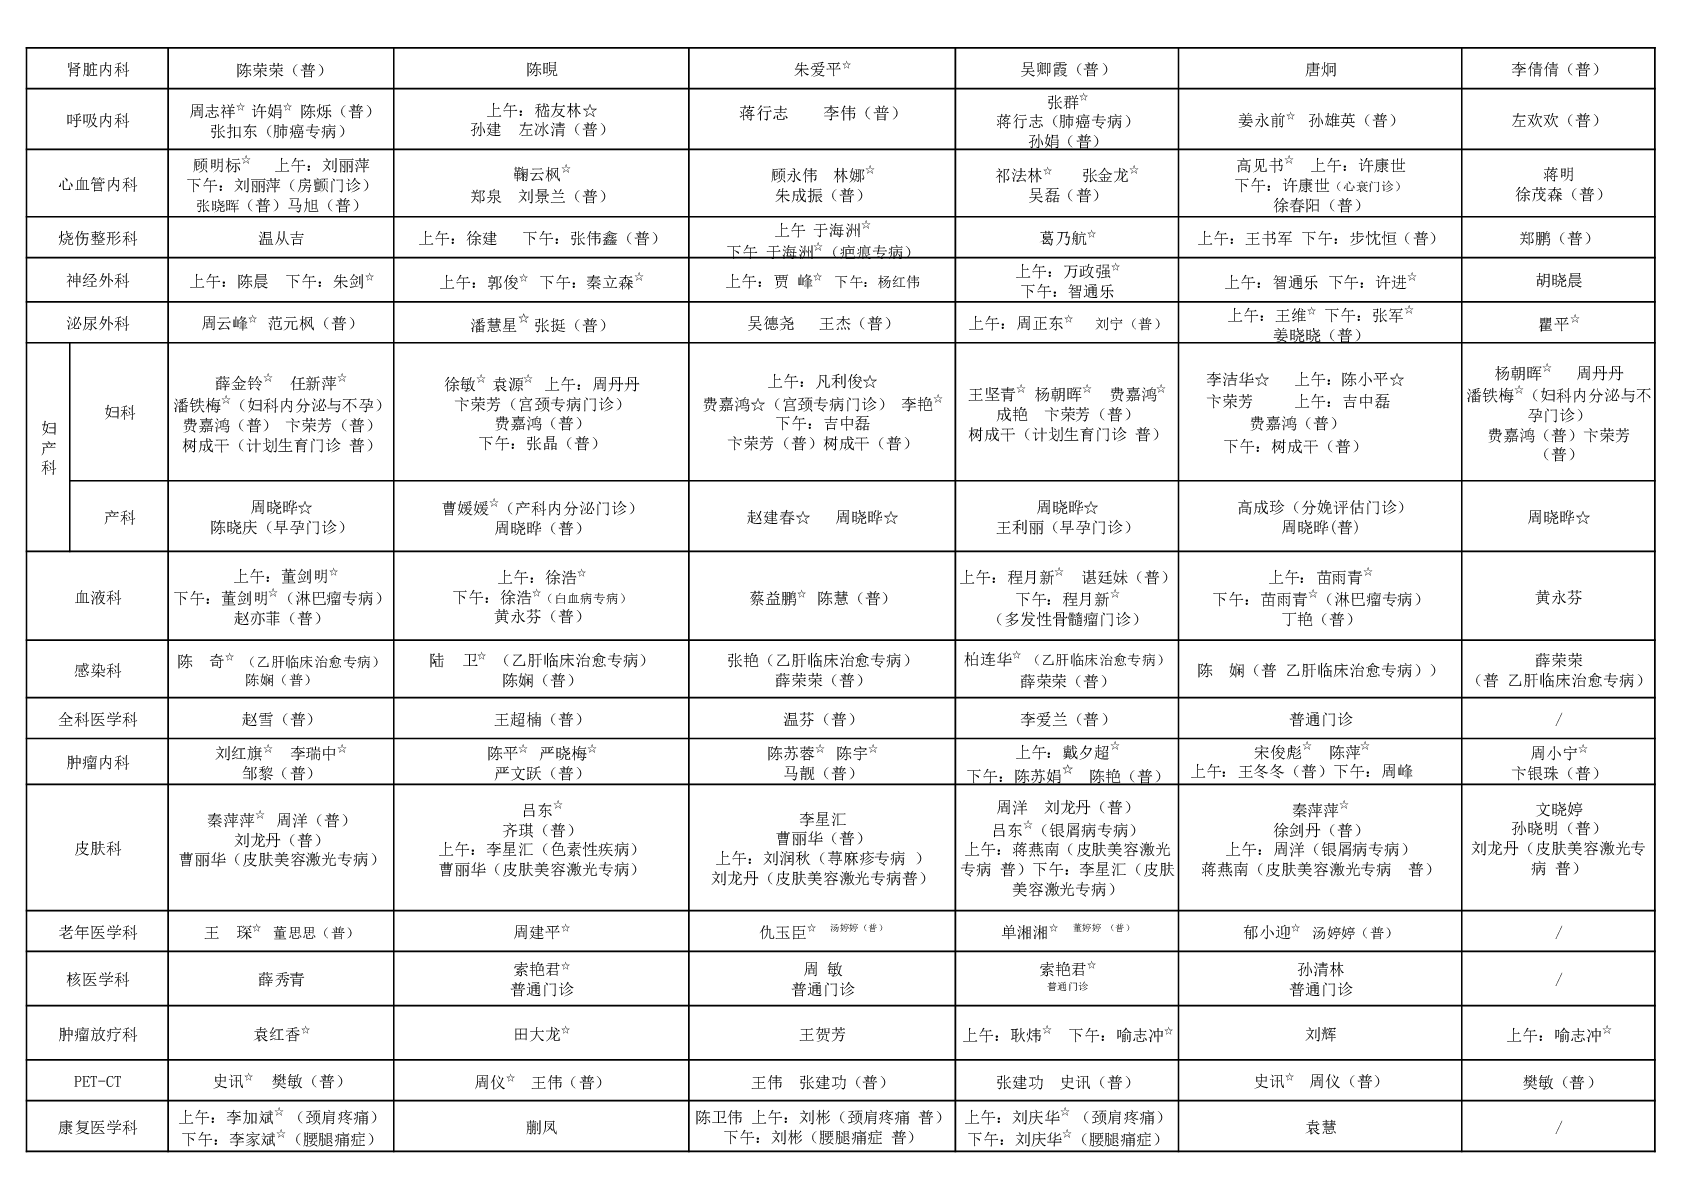 肾脏内科
陈荣荣（普）
陈晛
朱爱平☆
吴卿霞（普）
唐炯
李倩倩（普）
呼吸内科
周志祥☆ 许娟☆ 陈烁（普）
张扣东（肺癌专病）
上午：嵇友林☆
孙建 左冰清（普）
蒋行志 李伟（普）
张群☆
蒋行志（肺癌专病）
孙娟（普）
姜永前☆ 孙雄英（普）
左欢欢（普）
心血管内科
顾明标☆ 上午：刘丽萍
下午：刘丽萍（房颤门诊）
张晓晖（普）马旭（普）
鞠云枫☆
郑泉 刘景兰（普）
顾永伟 林娜☆
朱成振（普）
祁法林☆ 张金龙☆
吴磊（普）
高见书☆ 上午：许康世
下午：许康世（心衰门诊）
徐春阳（普）
蒋明
徐茂森（普）
烧伤整形科
温从吉
上午：徐建 下午：张伟鑫（普）
上午 于海洲☆
下午 于海洲☆（疤痕专病）
葛乃航☆
上午：王书军 下午：步忱恒（普）
郑鹏（普）
神经外科
上午：陈晨 下午：朱剑☆
上午：郭俊☆ 下午：秦立森☆
上午：贾 峰☆ 下午：杨红伟
上午：万政强☆
下午：智通乐
上午：智通乐 下午：许进☆
胡晓晨
泌尿外科
周云峰☆ 范元枫（普）
潘慧星☆ 张挺（普）
吴德尧 王杰（普）
上午：周正东☆ 刘宁（普）
上午：王维☆ 下午：张军☆
姜晓晓（普）
瞿平☆
妇产科
妇科
薛金铃☆ 任新萍☆
潘铁梅☆（妇科内分泌与不孕）
费嘉鸿（普） 卞荣芳（普）
树成干（计划生育门诊 普）
徐敏☆ 袁源☆ 上午：周丹丹
卞荣芳（宫颈专病门诊）
费嘉鸿（普）
下午：张晶（普）
上午：凡利俊☆
费嘉鸿☆（宫颈专病门诊） 李艳☆
下午：吉中磊
卞荣芳（普）树成干（普）
王坚青☆ 杨朝晖☆ 费嘉鸿☆
成艳 卞荣芳（普）
树成干（计划生育门诊 普）
李洁华☆ 上午：陈小平☆
卞荣芳 上午：吉中磊
费嘉鸿（普）
下午：树成干（普）
杨朝晖☆ 周丹丹
潘铁梅☆（妇科内分泌与不
孕门诊）
费嘉鸿（普）卞荣芳
（普）
产科
周晓晔☆
陈晓庆（早孕门诊）
曹媛媛☆（产科内分泌门诊）
周晓晔（普）
赵建春☆ 周晓晔☆
周晓晔☆
王利丽（早孕门诊）
高成珍（分娩评估门诊）
周晓晔(普)
周晓晔☆
血液科
上午：董剑明☆
下午：董剑明☆（淋巴瘤专病）
赵亦菲（普）
上午：徐浩☆
下午：徐浩☆（白血病专病）
黄永芬（普）
蔡益鹏☆ 陈慧（普）
上午：程月新☆ 谌廷妹（普）
下午：程月新☆
（多发性骨髓瘤门诊）
上午：苗雨青☆
下午：苗雨青☆（淋巴瘤专病）
丁艳（普）
黄永芬
感染科
陈 奇☆ （乙肝临床治愈专病）
陈娴（普）
陆 卫☆ （乙肝临床治愈专病）
陈娴（普）
张艳（乙肝临床治愈专病）
薛荣荣（普）
柏连华☆ （乙肝临床治愈专病）
薛荣荣（普）
陈 娴（普 乙肝临床治愈专病））
薛荣荣
（普 乙肝临床治愈专病）
全科医学科
赵雪（普）
王超楠（普）
温芬（普）
李爱兰（普）
普通门诊
/
肿瘤内科
刘红旗☆ 李瑞中☆
邹黎（普）
陈平☆ 严晓梅☆
严文跃（普）
陈苏蓉☆ 陈宇☆
马靓（普）
上午：戴夕超☆
下午：陈苏娟☆ 陈艳（普）
宋俊彪☆ 陈萍☆
上午：王冬冬（普）下午：周峰
周小宁☆
卞银珠（普）
皮肤科
秦萍萍☆ 周洋（普）
刘龙丹（普）
曹丽华（皮肤美容激光专病）
吕东☆
齐琪（普）
上午：李星汇（色素性疾病）
曹丽华（皮肤美容激光专病）
李星汇
曹丽华（普）
上午：刘润秋（荨麻疹专病 ）
刘龙丹（皮肤美容激光专病普）
周洋 刘龙丹（普）
吕东☆（银屑病专病）
上午：蒋燕南（皮肤美容激光
专病 普）下午：李星汇（皮肤
美容激光专病）
秦萍萍☆
徐剑丹（普）
上午：周洋（银屑病专病）
蒋燕南（皮肤美容激光专病 普）
文晓婷
孙晓明（普）
刘龙丹（皮肤美容激光专
病 普）
老年医学科
王 琛☆ 董思思（普）
周建平☆
仇玉臣☆ 汤婷婷（普）
单湘湘☆ 董婷婷 （普）
郁小迎☆ 汤婷婷（普）
/
核医学科
薛秀青
索艳君☆
普通门诊
周 敏
普通门诊
索艳君☆
普通门诊
孙清林
普通门诊
/
肿瘤放疗科
袁红香☆
田大龙☆
王贺芳
上午：耿炜☆ 下午：喻志冲☆
刘辉
上午：喻志冲☆
PET-CT
史讯☆ 樊敏（普）
周仪☆ 王伟（普）
王伟 张建功（普）
张建功 史讯（普）
史讯☆ 周仪（普）
樊敏（普）
康复医学科
上午：李加斌☆ （颈肩疼痛）
下午：李家斌☆（腰腿痛症）
蒯凤
陈卫伟 上午：刘彬（颈肩疼痛 普）
下午：刘彬（腰腿痛症 普）
上午：刘庆华☆ （颈肩疼痛）
下午：刘庆华☆（腰腿痛症）
袁慧
/